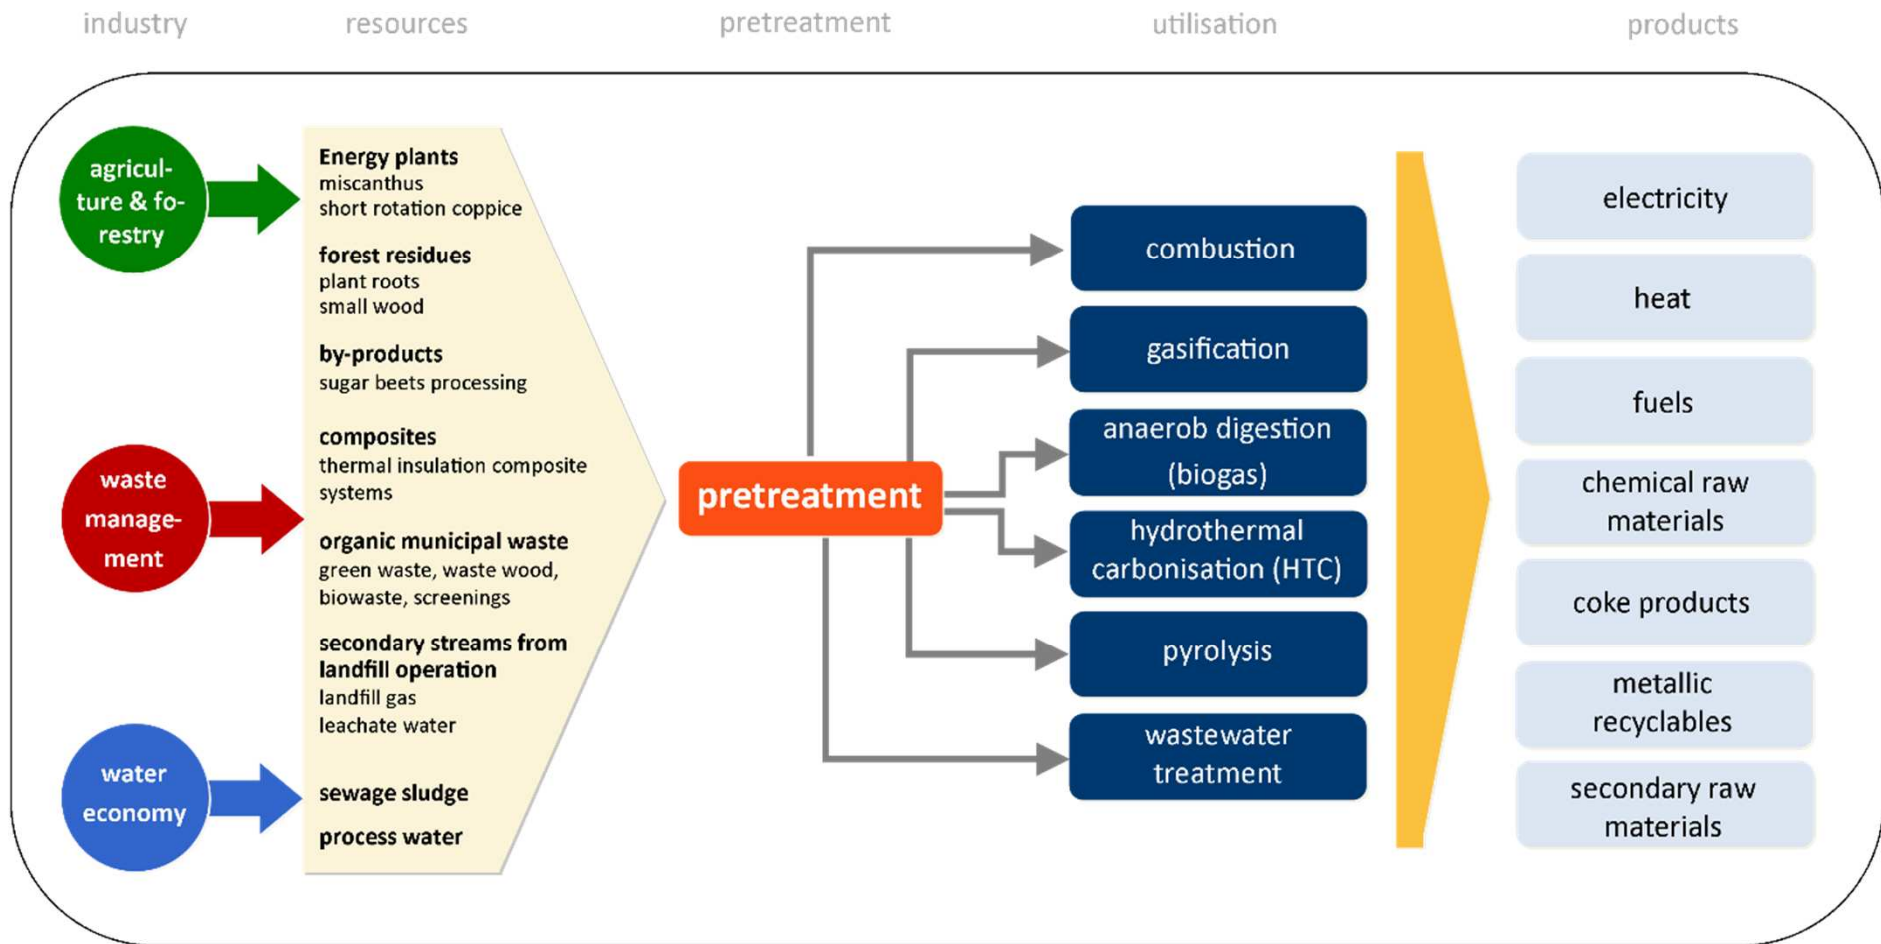 industry
resources
pretreatment
utilisation
products
agricul-
ture & fo-
restry
waste
manage-
ment
water
economy
Energy plants
miscanthus
short rotation coppice
forest residues
plant roots
small wood
by-products
sugar beets processing
composites
thermal insulation composite
systems
organic municipal waste
green waste, waste wood,
biowaste, screenings
secondary streams from
landfill operation
landfill gas
leachate water
sewage sludge
process water
pretreatment
combustion
gasification
anaerob digestion
(biogas)
hydrothermal
carbonisation (HTC)
pyrolysis
wastewater
treatment
electricity
heat
fuels
chemical raw
materials
coke products
metallic
recyclables
secondary raw
materials